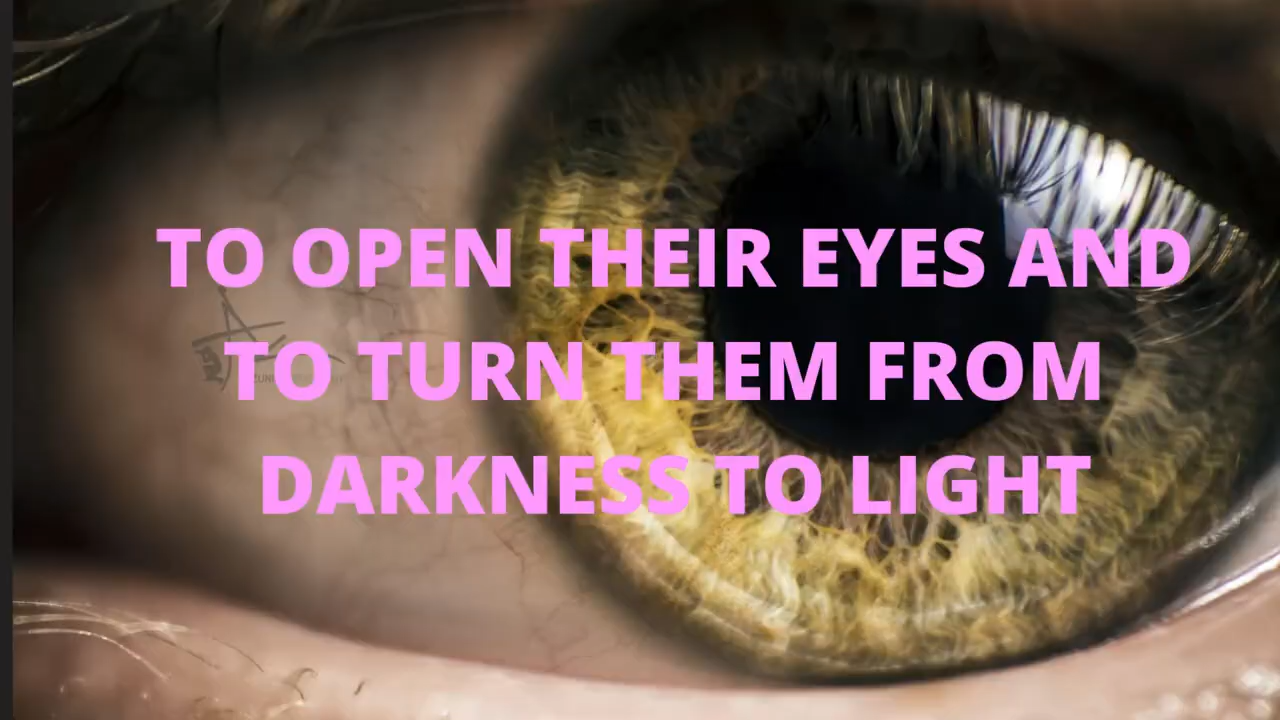 TO OPEN THEIR EYES AND
TO TURN THEM FROM
DARKNESS TO LIGHT